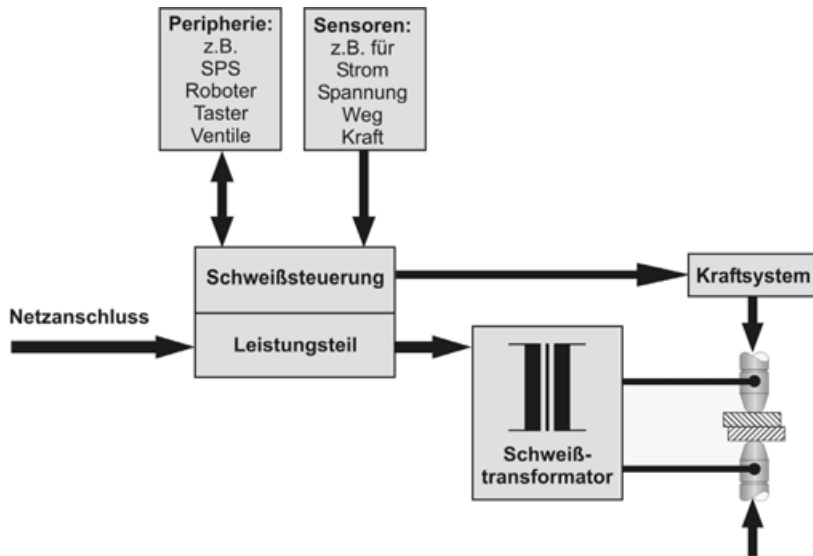 Peripherie:
z.B.
SPS
Roboter
Taster
Ventile
Sensoren:
z.B. für
Strom
Spannung
Weg
Kraft
Schweißsteuerung
Kraftsystem
Netzanschluss
Leistungsteil
Schweiß-
transformator